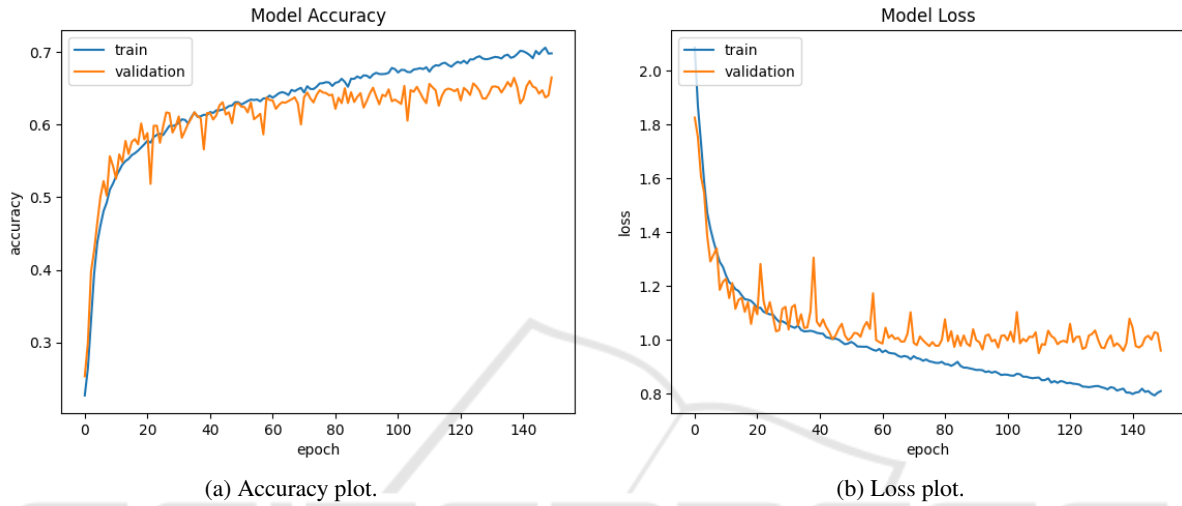 Model Accuracy
train
validation
0.7
0.6
0.5
0.4
0.3
accuracy
0 20 40 60 80 100 120 140
epoch
(a) Accuracy plot.
Model Loss
train
validation
2.0
1.8
1.6
1.4
1.2
1.0
0.8
loss
0 20 40 60 80 100 120 140
epoch
(b) Loss plot.